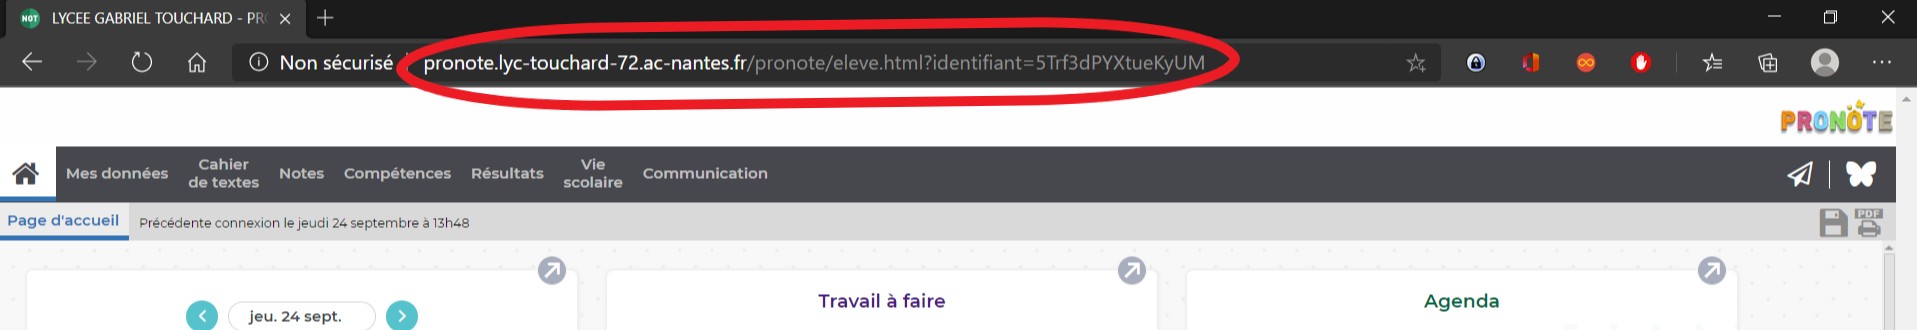 NOT LYCEE GABRIEL TOUCHARD - PR
Non sécurisé pronote.lyc-touchard-72.ac-nantes.fr/pronote/eleve.html?identifiant=5Trf3dPYXtueKyUM
PRONOTE
Mes données Cahier de textes Notes Compétences Résultats Vie scolaire Communication
Page d'accueil Précédente connexion le jeudi 24 septembre à 13h48 PDF
Travail à faire Agenda
jeu. 24 sept.